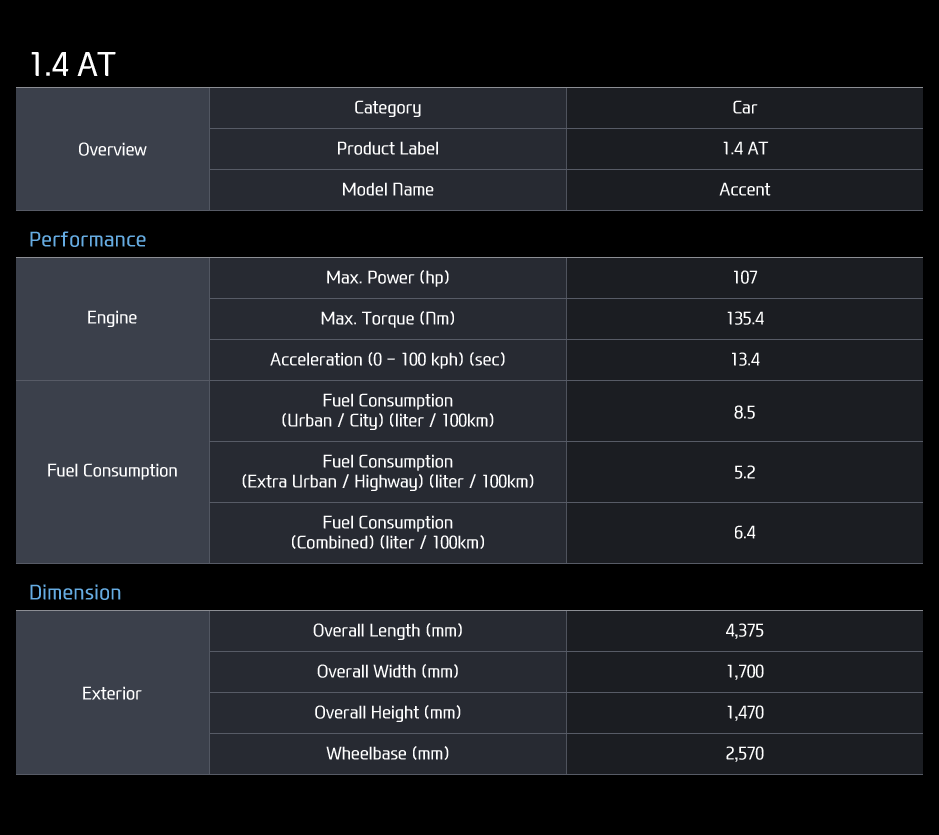 1.4 AT
Overview
Category
Car
Product Label
1.4 AT
Model Name
Accent
Performance
Engine
Max. Power (hp)
107
Max. Torque (Nm)
135.4
Acceleration (0 – 100 kph) (sec)
13.4
Fuel Consumption
Fuel Consumption
(Urban / City) (liter / 100km)
8.5
Fuel Consumption
(Extra Urban / Highway) (liter / 100km)
5.2
Fuel Consumption
(Combined) (liter / 100km)
6.4
Dimension
Exterior
Overall Length (mm)
4,375
Overall Width (mm)
1,700
Overall Height (mm)
1,470
Wheelbase (mm)
2,570